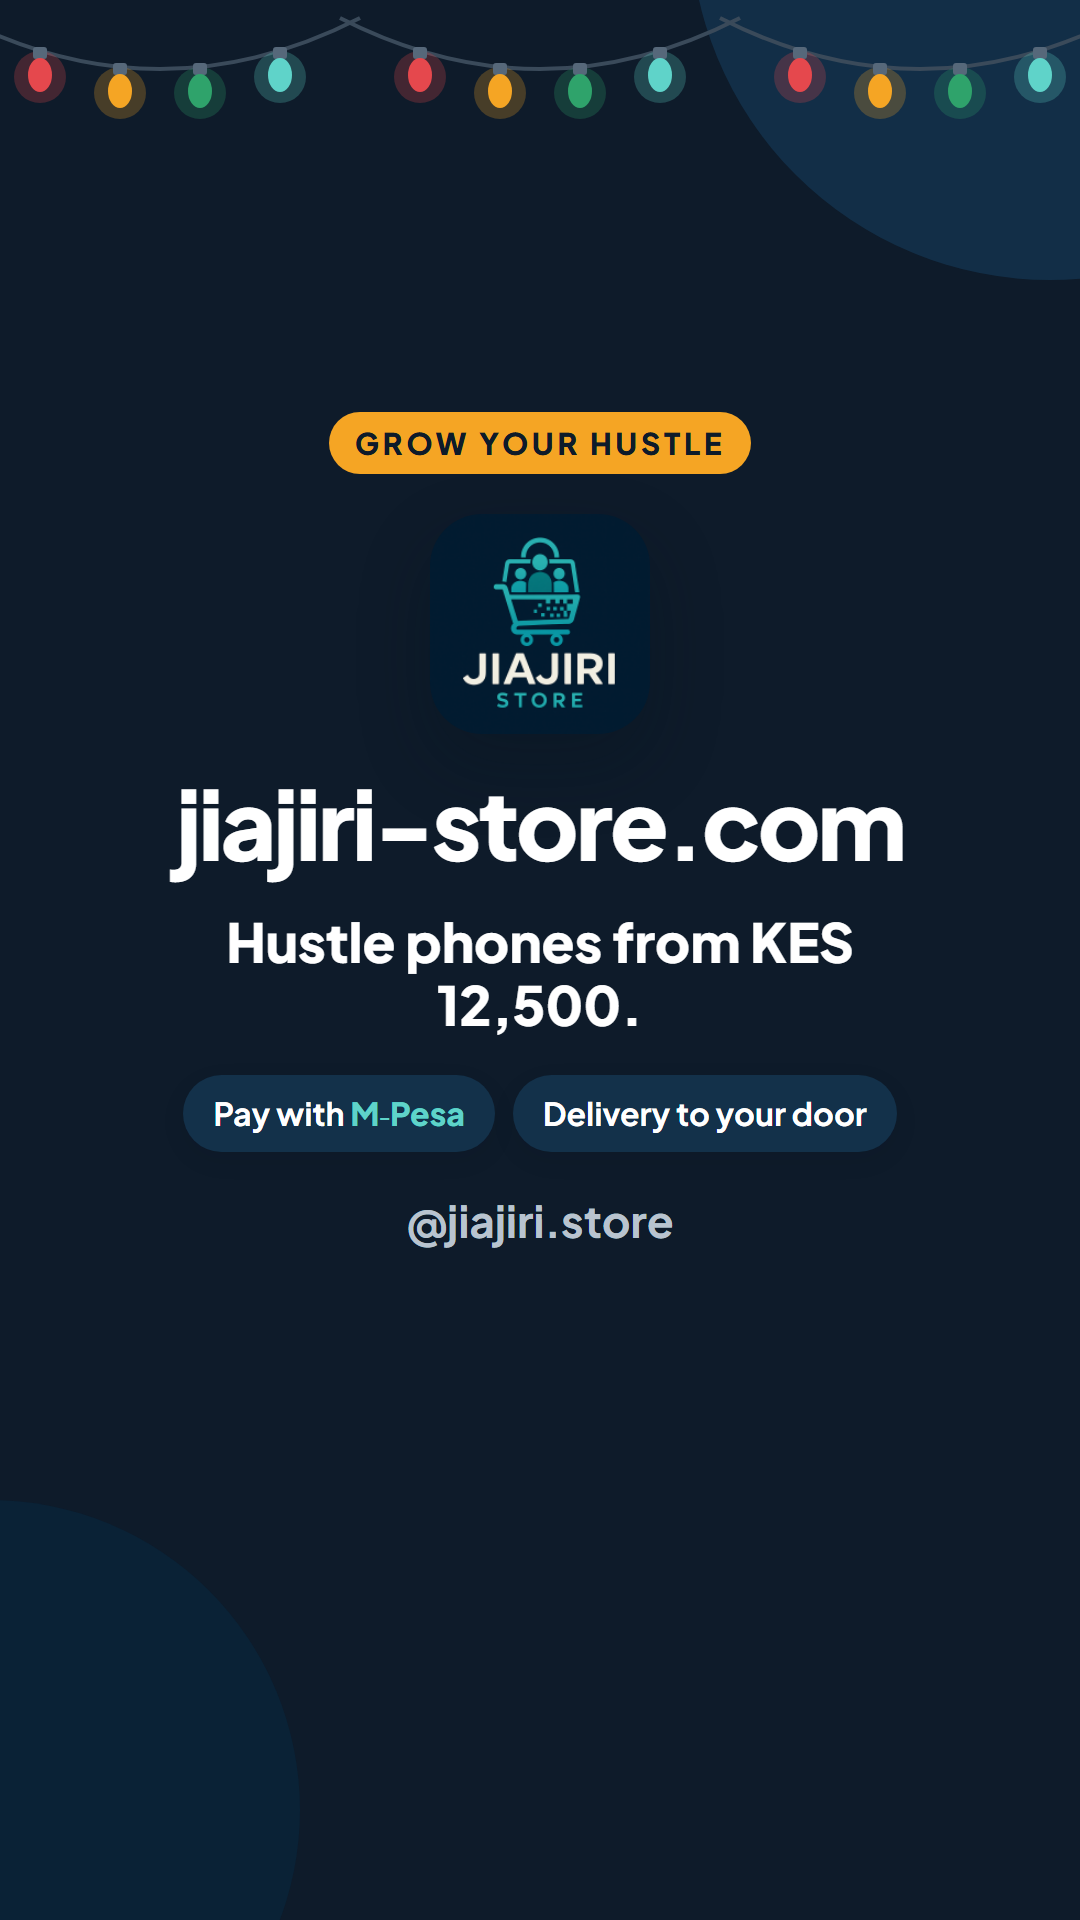 GROW YOUR HUSTLE
JIAJIRI
STORE
jiajiri-store.com
Hustle phones from KES
12,500.
Pay with M-Pesa
Delivery to your door
@jiajiri.store